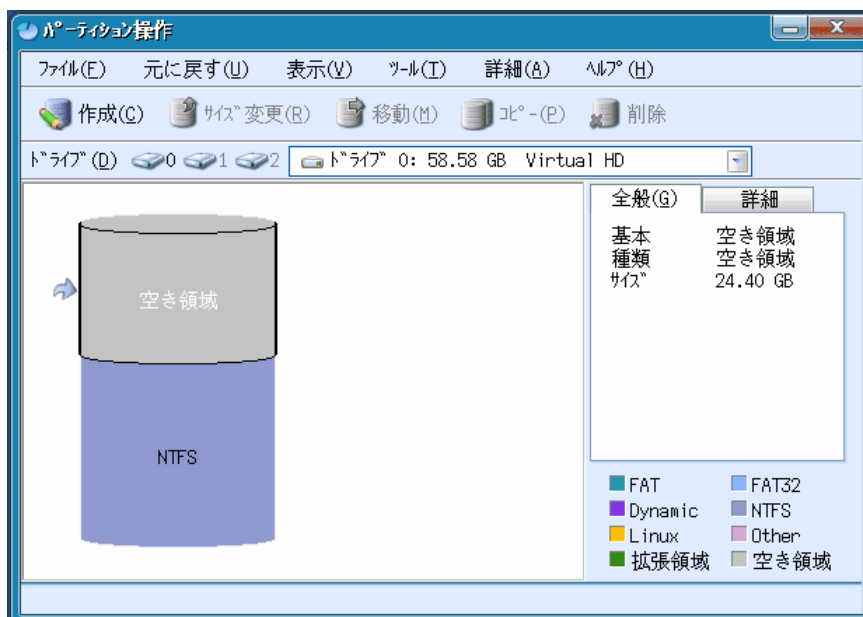 パーティション操作
ファイル(F) 元に戻す(U) 表示(V) ツール(T) 詳細(A) ヘルプ(H)
作成(C) サイズ変更(R) 移動(M) コピー(P) 削除
ドライブ(D) 0 1 2 ドライブ 0: 58.58 GB Virtual HD
全般(G) 詳細
基本 空き領域
種類 空き領域
サイズ 24.40 GB
空き領域
NTFS
FAT FAT32
Dynamic NTFS
Linux Other
拡張領域 空き領域